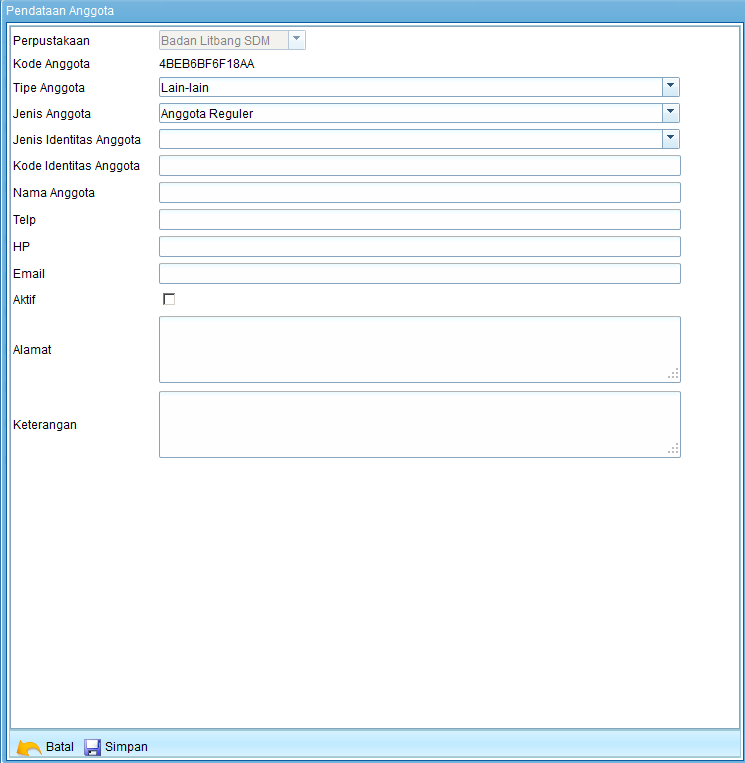 Pendataan Anggota
Perpustakaan Badan Litbang SDM
Kode Anggota 4BEB6BF6F18AA
Tipe Anggota Lain-lain
Jenis Anggota Anggota Reguler
Jenis Identitas Anggota
Kode Identitas Anggota
Nama Anggota
Telp
HP
Email
Aktif
Alamat
Keterangan
Batal Simpan